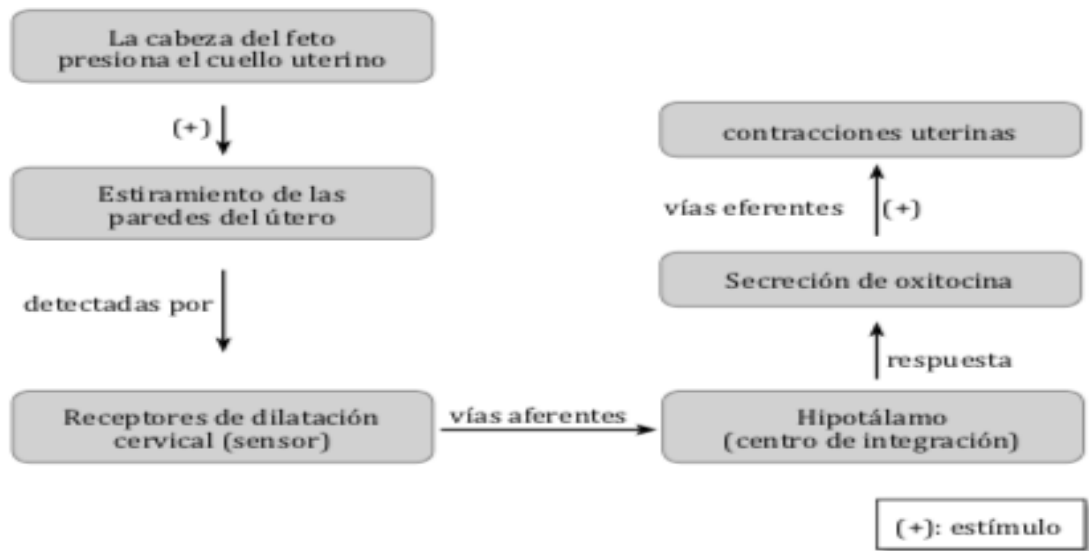 La cabeza del feto
presiona el cuello uterino
(+)
Estiramiento de las
paredes del útero
detectadas por
Receptores de dilatación
cervical (sensor)
vías aferentes
Hipotálamo
(centro de integración)
respuesta
Secreción de oxitocina
vías eferentes
(+)
contracciones uterinas
(+): estímulo